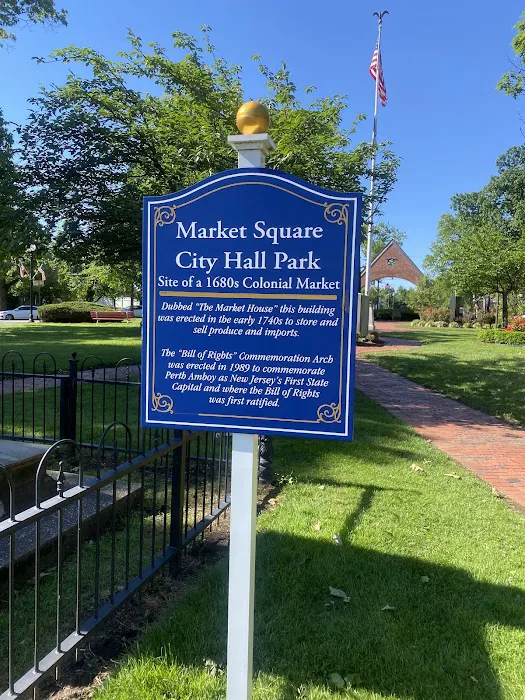 Market Square
City Hall Park
Site of a 1680s Colonial Market
Dubbed "The Market House" this building
was erected in the early 1740s to store and
sell produce and imports.
The "Bill of Rights" Commemoration Arch
was erected in 1989 to commemorate
Perth Amboy as New Jersey's First State
Capital and where the Bill of Rights
was first ratified.